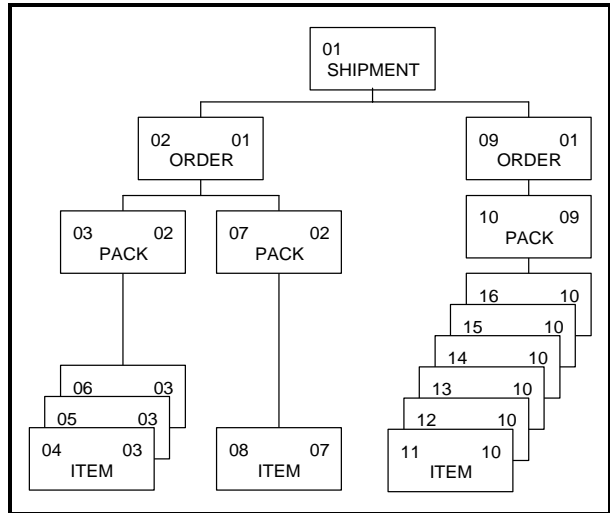 01
SHIPMENT
02 01
ORDER
09 01
ORDER
03 02
PACK
07 02
PACK
10 09
PACK
16 10
15 10
14 10
13 10
12 10
11 10
ITEM
06 03
05 03
04 03
ITEM
08 07
ITEM